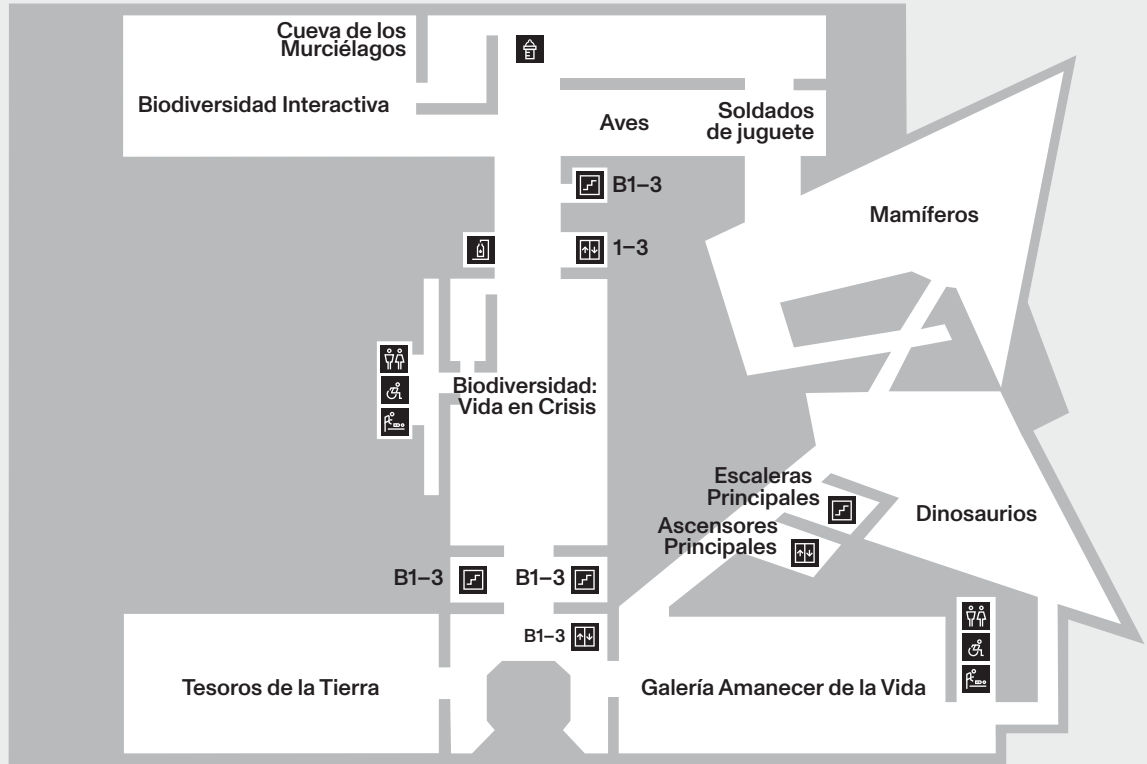 Cueva de los
Murciélagos
Biodiversidad Interactiva
Aves
Soldados
de juguete
B1–3
1–3
Mamíferos
Biodiversidad:
Vida en Crisis
Escaleras
Principales
Ascensores
Principales
Dinosaurios
B1–3
B1–3
B1–3
Tesoros de la Tierra
Galería Amanecer de la Vida